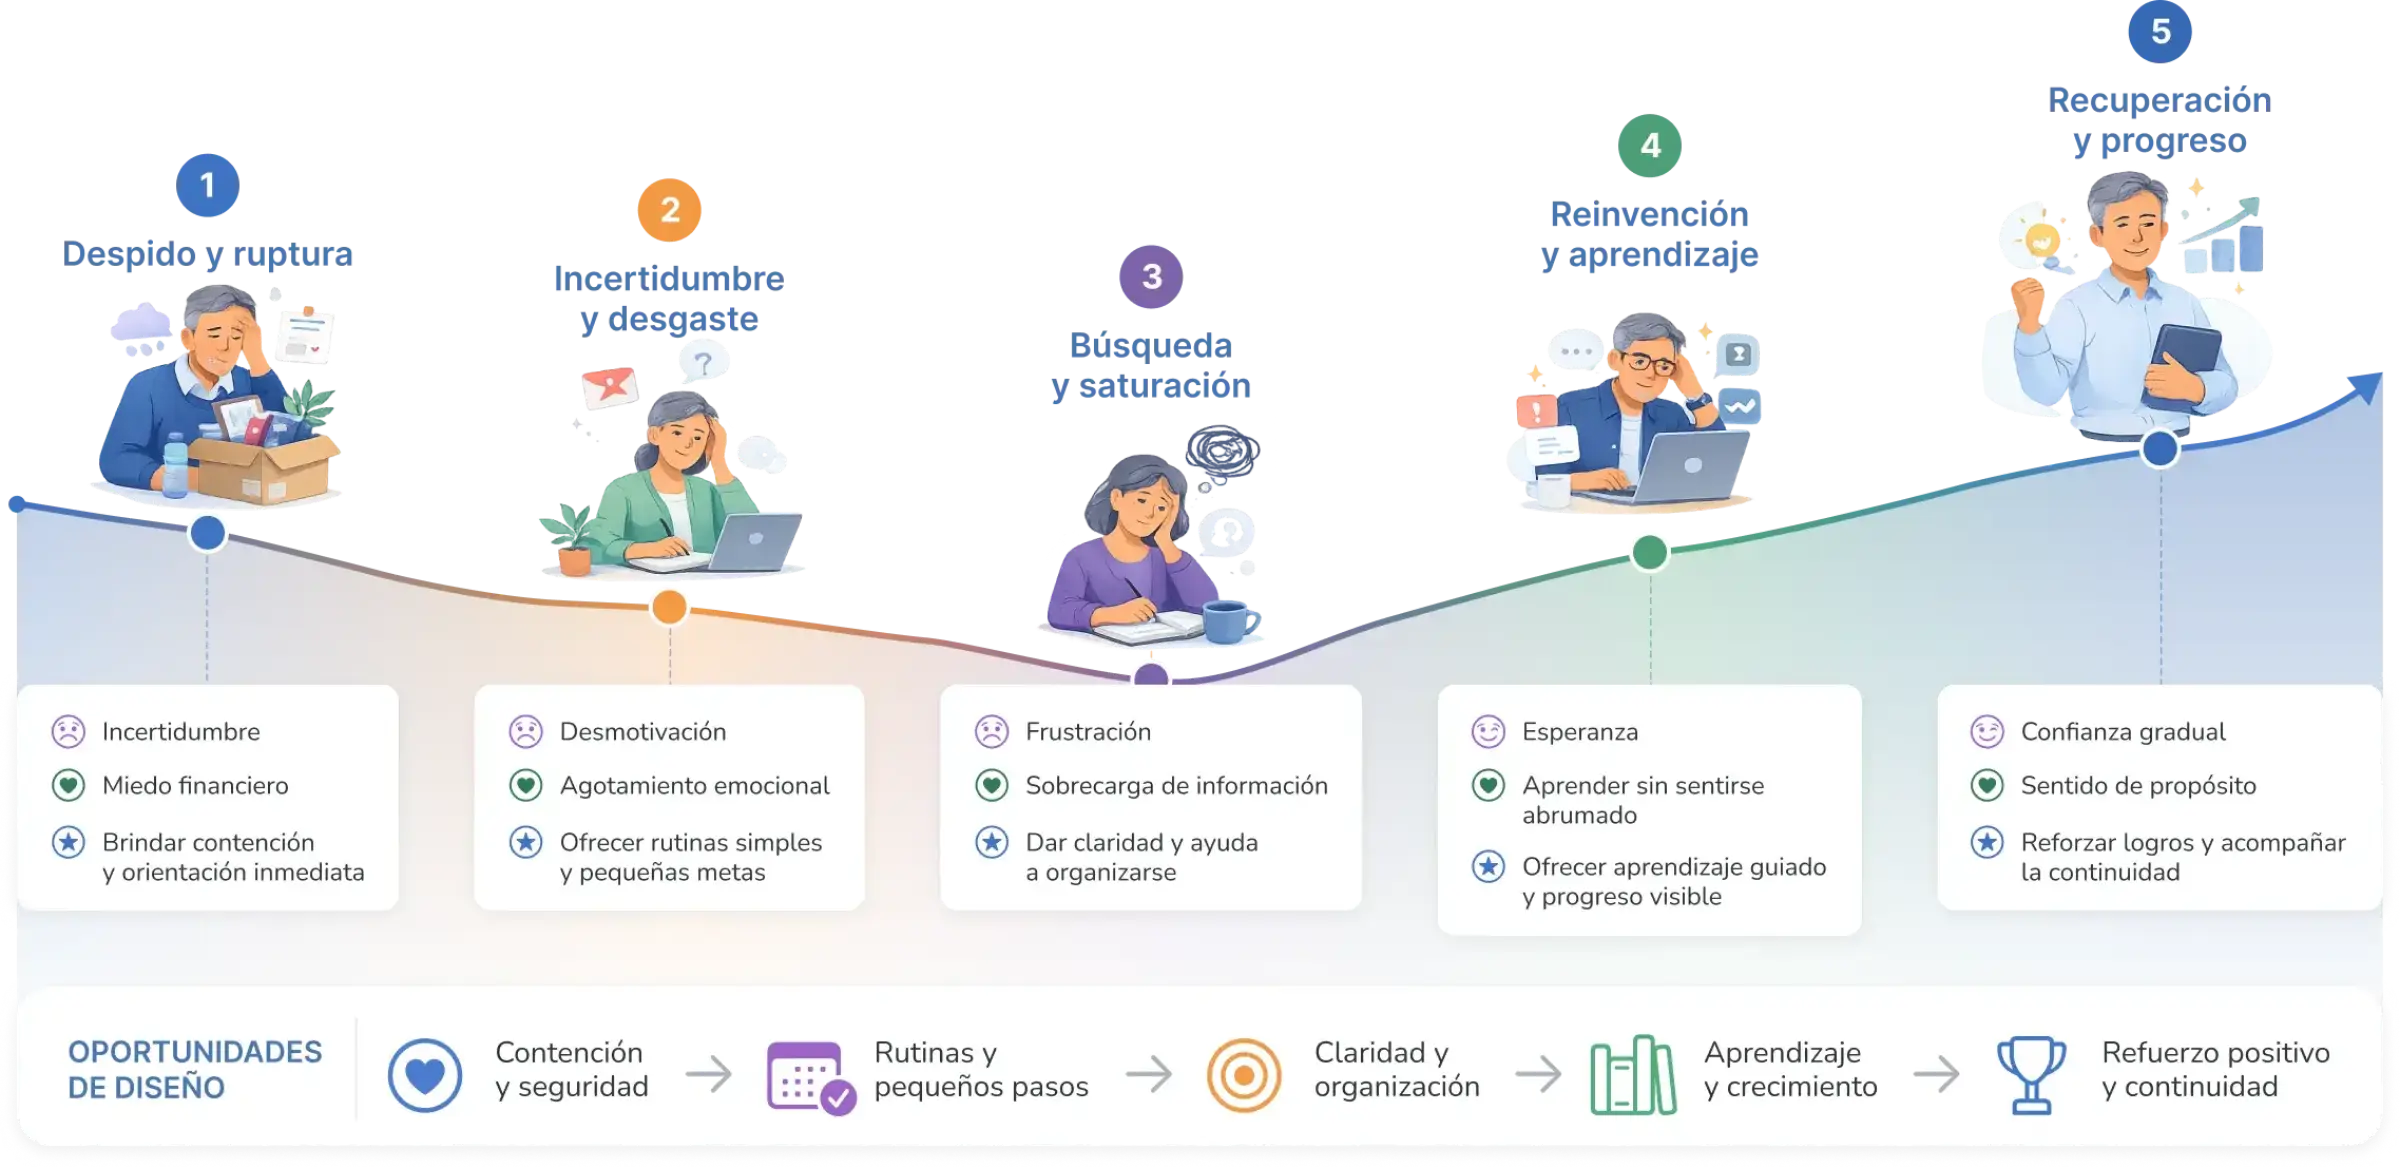 1
Despido y ruptura
2
Incertidumbre
y desgaste
3
Búsqueda
y saturación
4
Reinvención
y aprendizaje
5
Recuperación
y progreso
Incertidumbre
Miedo financiero
Brindar contención
y orientación inmediata
Desmotivación
Agotamiento emocional
Ofrecer rutinas simples
y pequeñas metas
Frustración
Sobrecarga de información
Dar claridad y ayuda
a organizarse
Esperanza
Aprender sin sentirse
abrumado
Ofrecer aprendizaje guiado
y progreso visible
Confianza gradual
Sentido de propósito
Reforzar logros y acompañar
la continuidad
OPORTUNIDADES
DE DISEÑO
Contención
y seguridad
Rutinas y
pequeños pasos
Claridad y
organización
Aprendizaje
y crecimiento
Refuerzo positivo
y continuidad